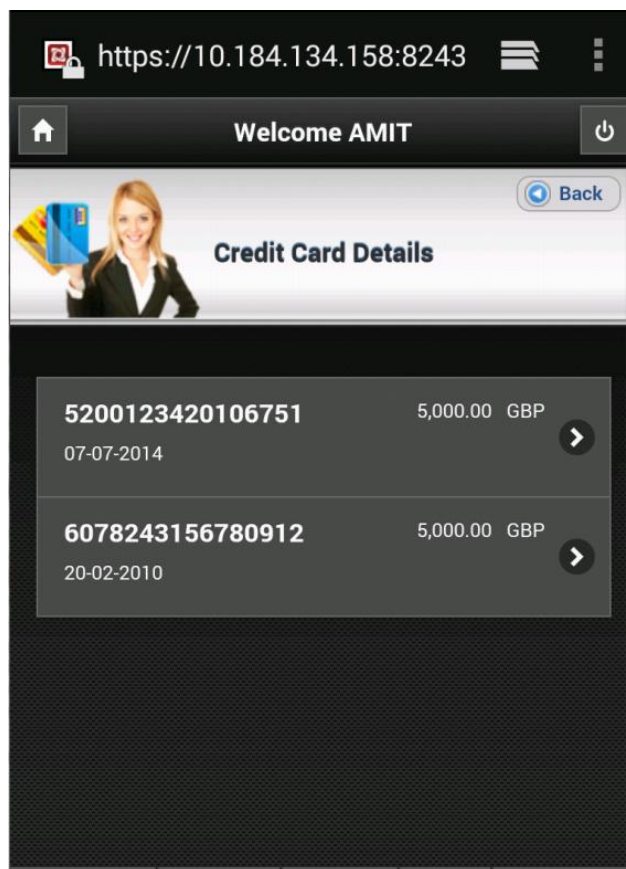 https://10.184.134.158:8243
Welcome AMIT
Back
Credit Card Details
5200123420106751 5,000.00 GBP
07-07-2014
6078243156780912 5,000.00 GBP
20-02-2010